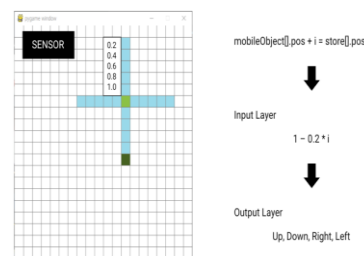 pygame window
SENSOR
0.2
0.4
0.6
0.8
1.0
mobileObject[].pos + i = store[].pos
Input Layer
1 – 0.2 * i
Output Layer
Up, Down, Right, Left